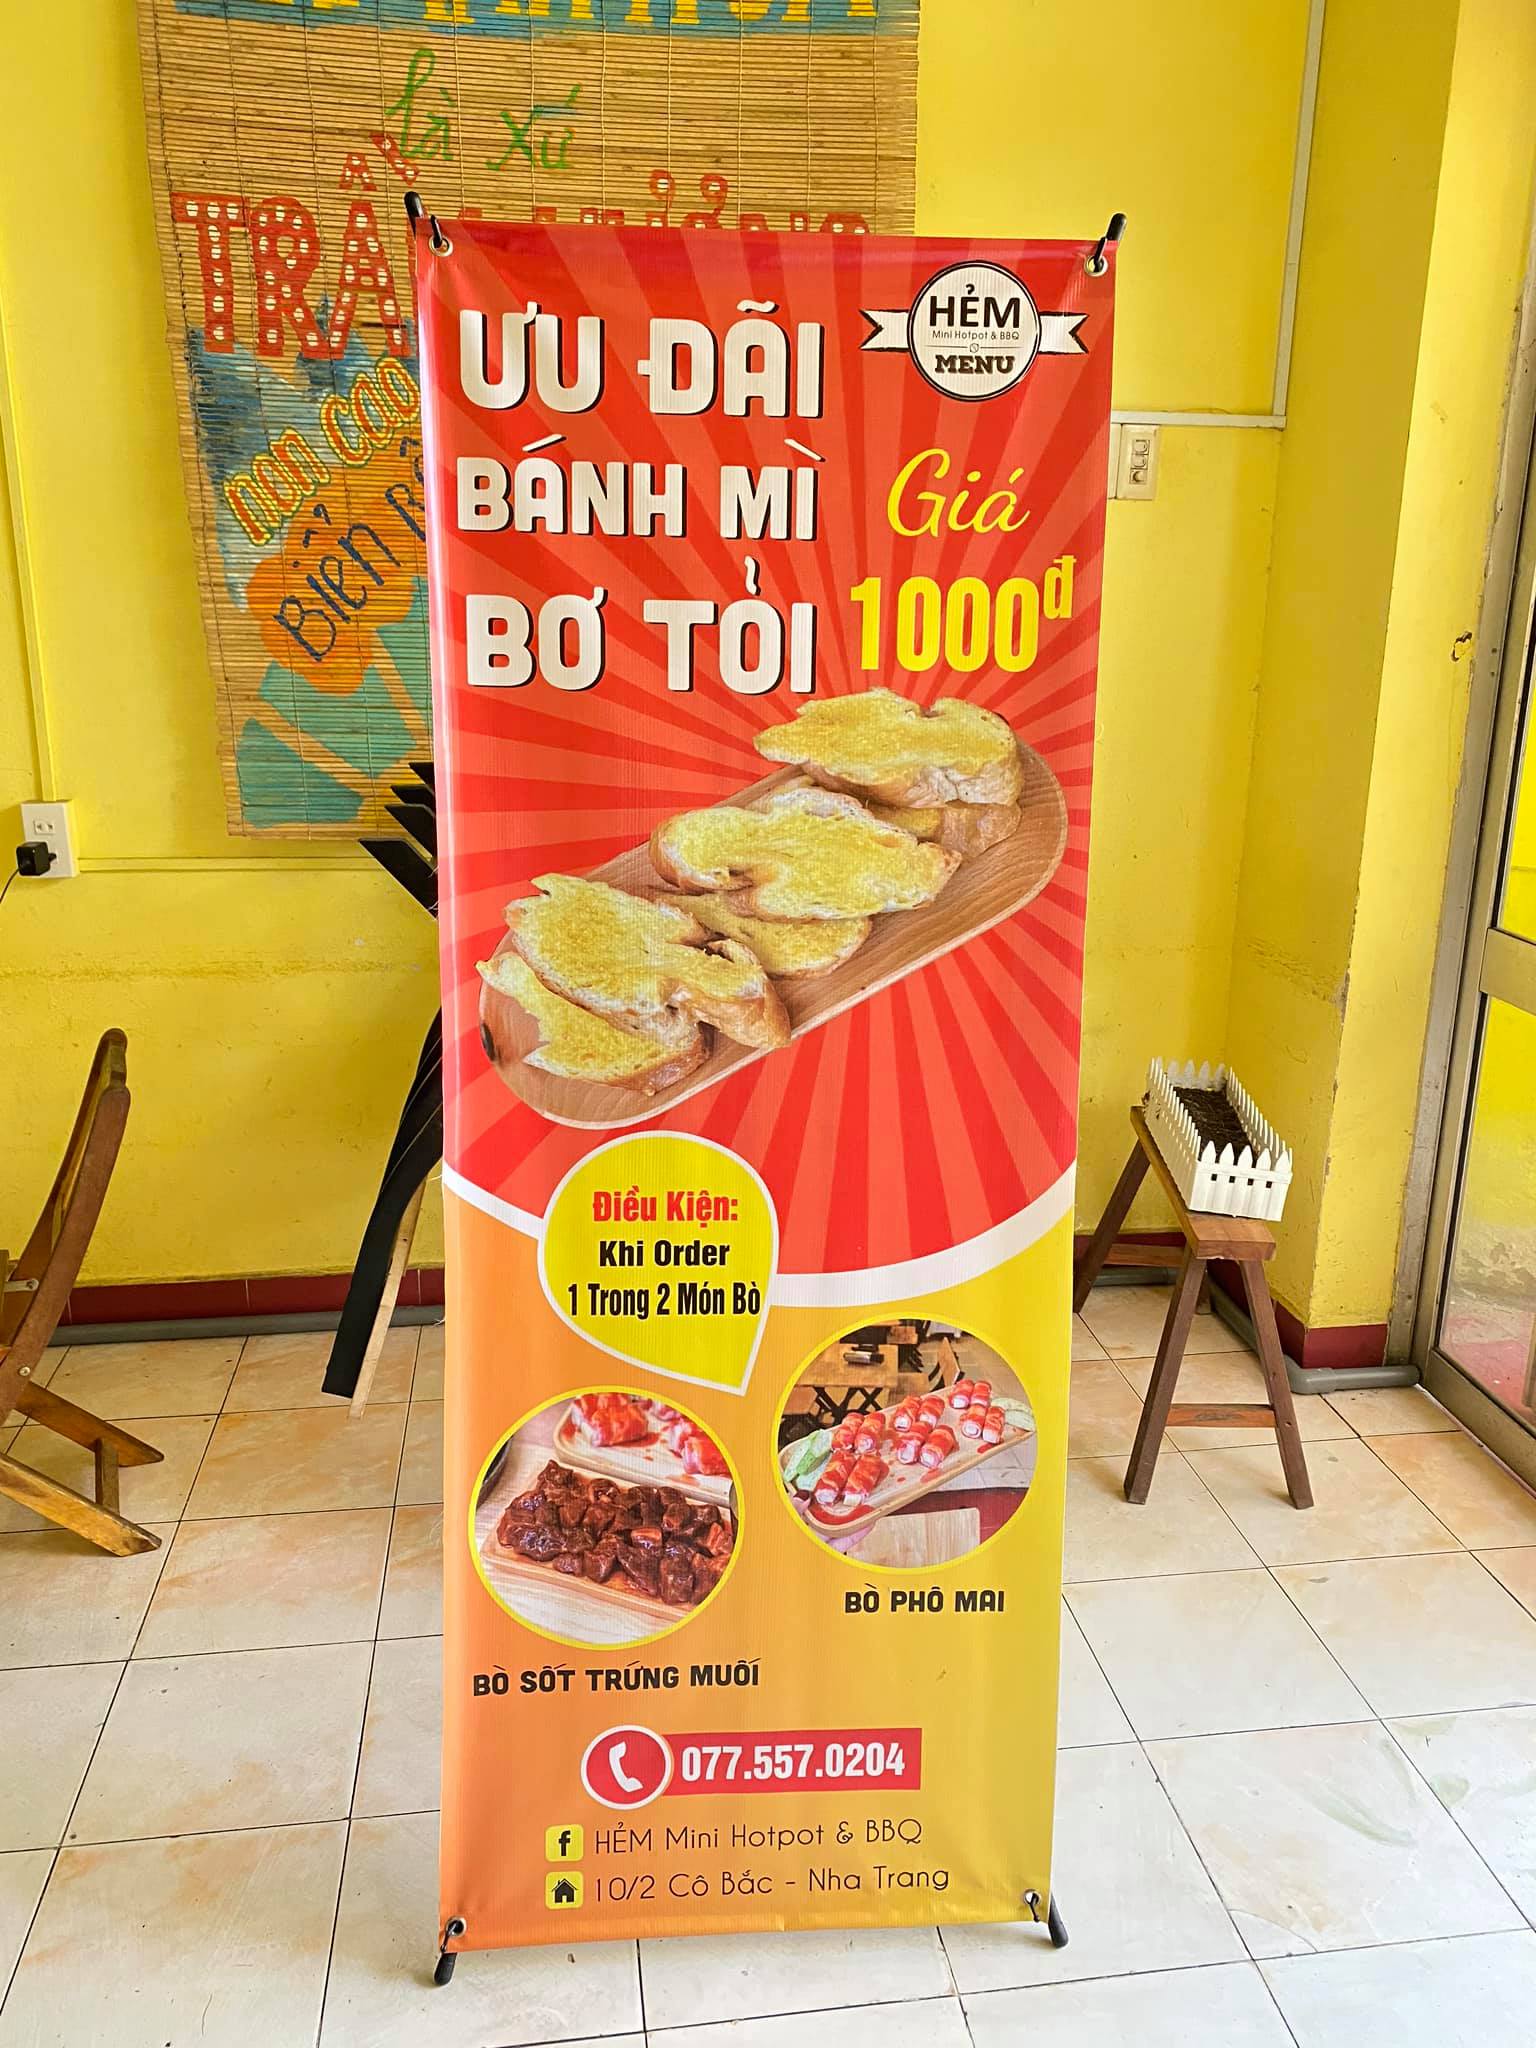 là xứ
non cao
Biển
ƯU ĐÃI
BÁNH MÌ
BƠ TỎI
HẺM
Mini Hotpot & BBQ
MENU
Giá
1000đ
Điều Kiện:
Khi Order
1 Trong 2 Món Bò
BÒ PHÔ MAI
BÒ SỐT TRỨNG MUỐI
077.557.0204
f HẺM Mini Hotpot & BBQ
10/2 Cô Bắc - Nha Trang